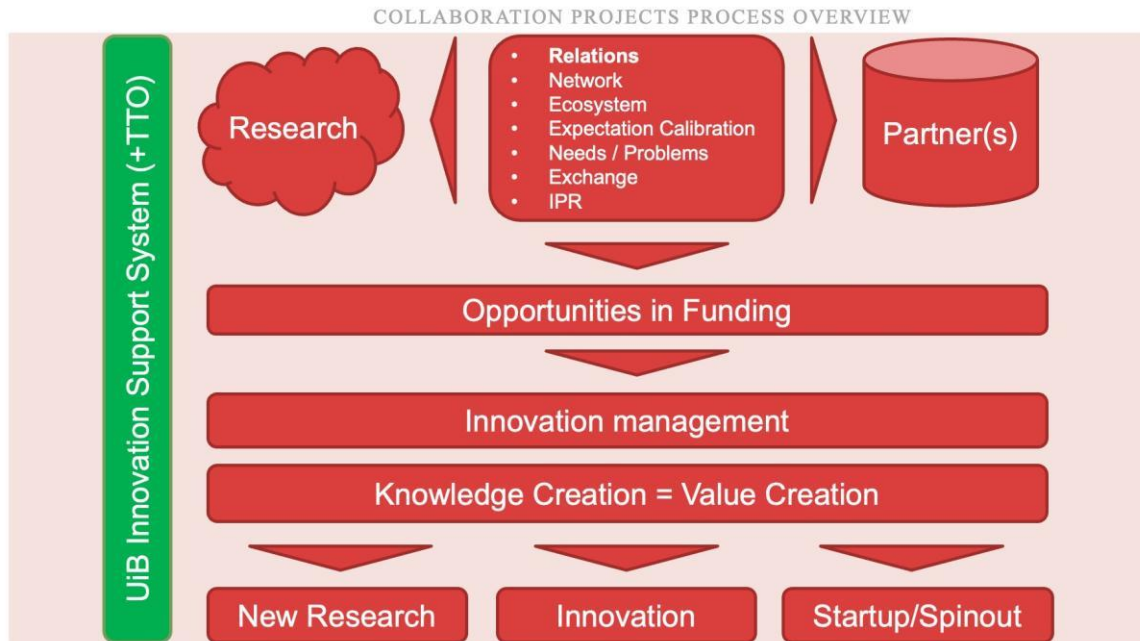 COLLABORATION PROJECTS PROCESS OVERVIEW
UiB Innovation Support System (+TTO)
Research
• Relations
• Network
• Ecosystem
• Expectation Calibration
• Needs / Problems
• Exchange
• IPR
Partner(s)
Opportunities in Funding
Innovation management
Knowledge Creation = Value Creation
New Research
Innovation
Startup/Spinout